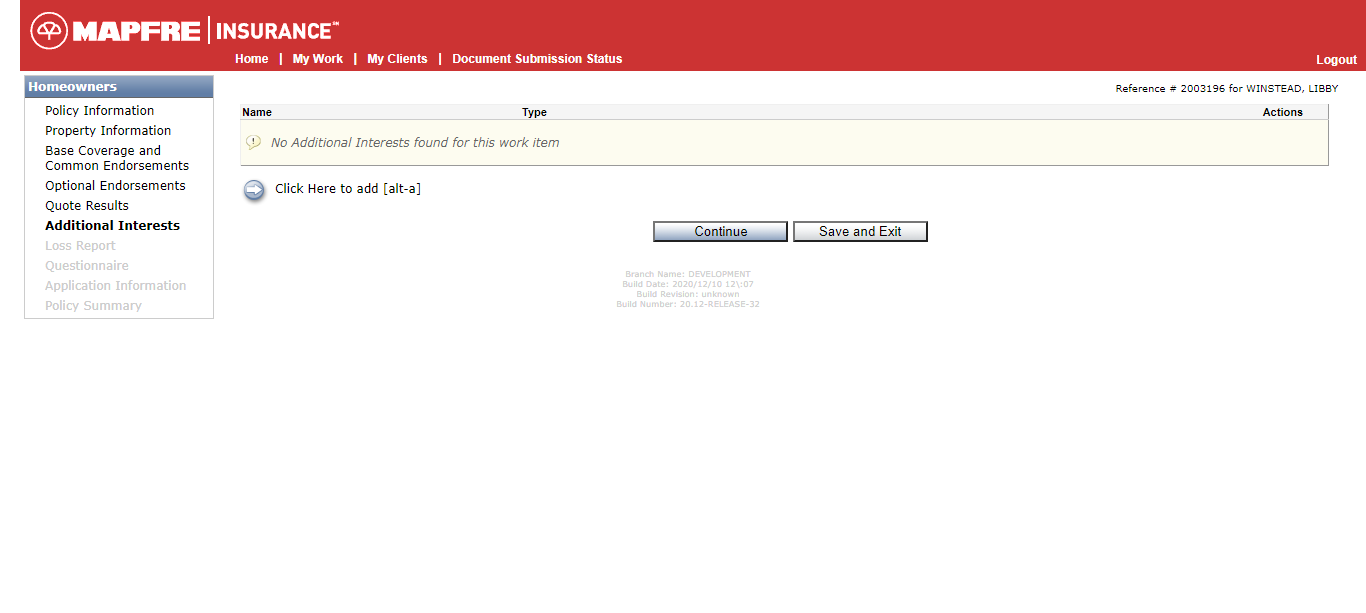 MAPFRE | INSURANCE℠
Home | My Work | My Clients | Document Submission Status
Logout
Homeowners
Policy Information
Property Information
Base Coverage and
Common Endorsements
Optional Endorsements
Quote Results
Additional Interests
Loss Report
Questionnaire
Application Information
Policy Summary
Reference # 2003196 for WINSTEAD, LIBBY
Name Type Actions
No Additional Interests found for this work item
Click Here to add [alt-a]
Continue Save and Exit
Branch Name: DEVELOPMENT
Build Date: 2020/12/10 12\:07
Build Revision: unknown
Build Number: 20.12-RELEASE-32